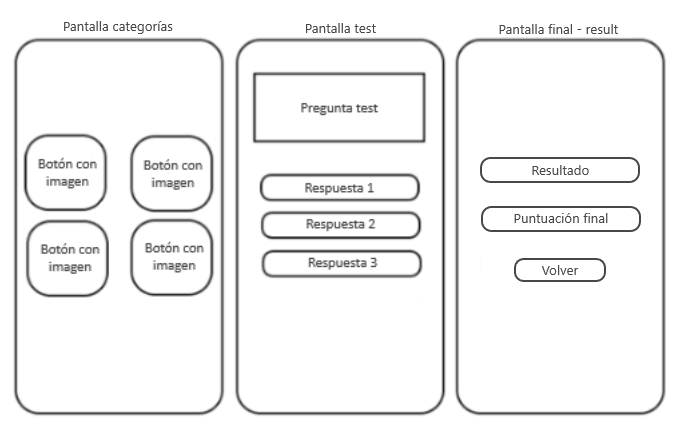 Pantalla categorías
Botón con
imagen
Botón con
imagen
Botón con
imagen
Botón con
imagen
Pantalla test
Pregunta test
Respuesta 1
Respuesta 2
Respuesta 3
Pantalla final - result
Resultado
Puntuación final
Volver